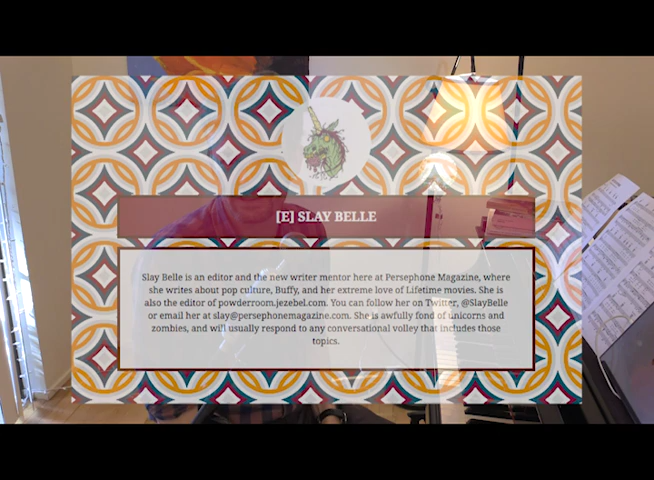 [E] SLAY BELLE
Slay Belle is an editor and the new writer mentor here at Persephone Magazine, where
she writes about pop culture, Buffy, and her extreme love of Lifetime movies. She is
also the editor of powderroom.jezebel.com. You can follow her on Twitter, @SlayBelle
or email her at slay@persephonemagazine.com. She is awfully fond of unicorns and
zombies, and will usually respond to any conversational volley that includes those
topics.